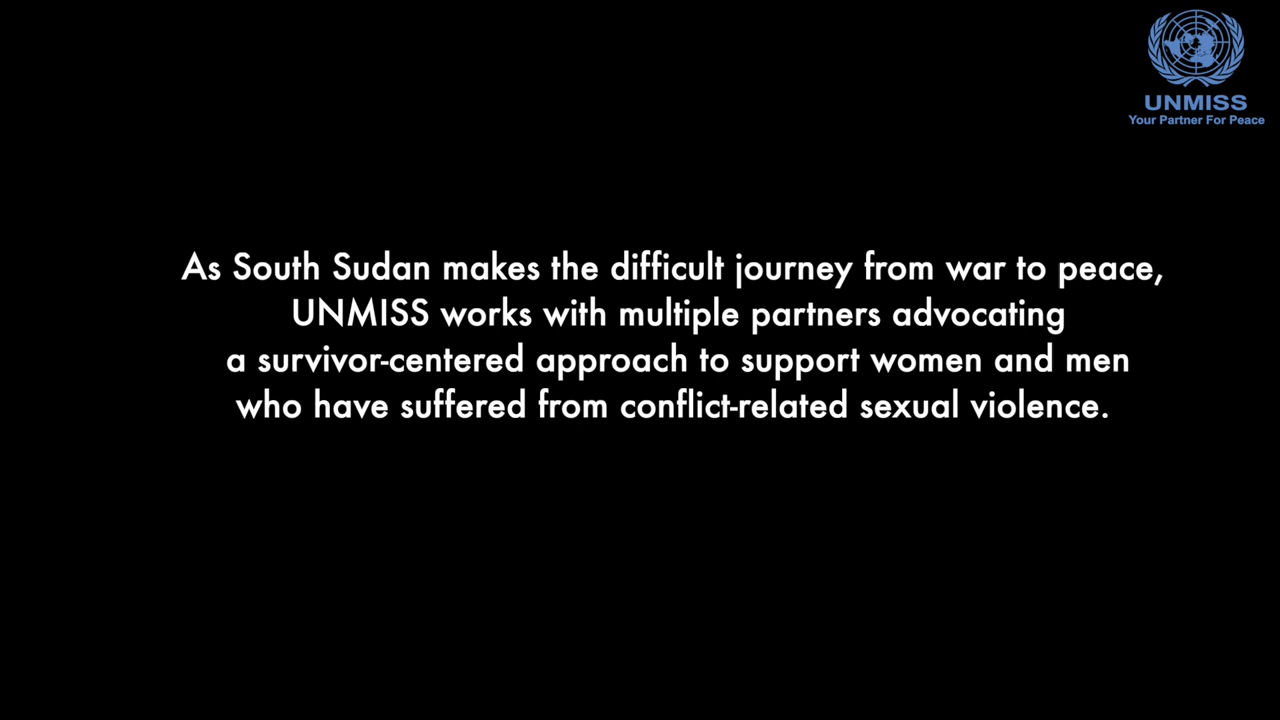 UNMISS
Your Partner For Peace
As South Sudan makes the difficult journey from war to peace,
UNMISS works with multiple partners advocating
a survivor-centered approach to support women and men
who have suffered from conflict-related sexual violence.